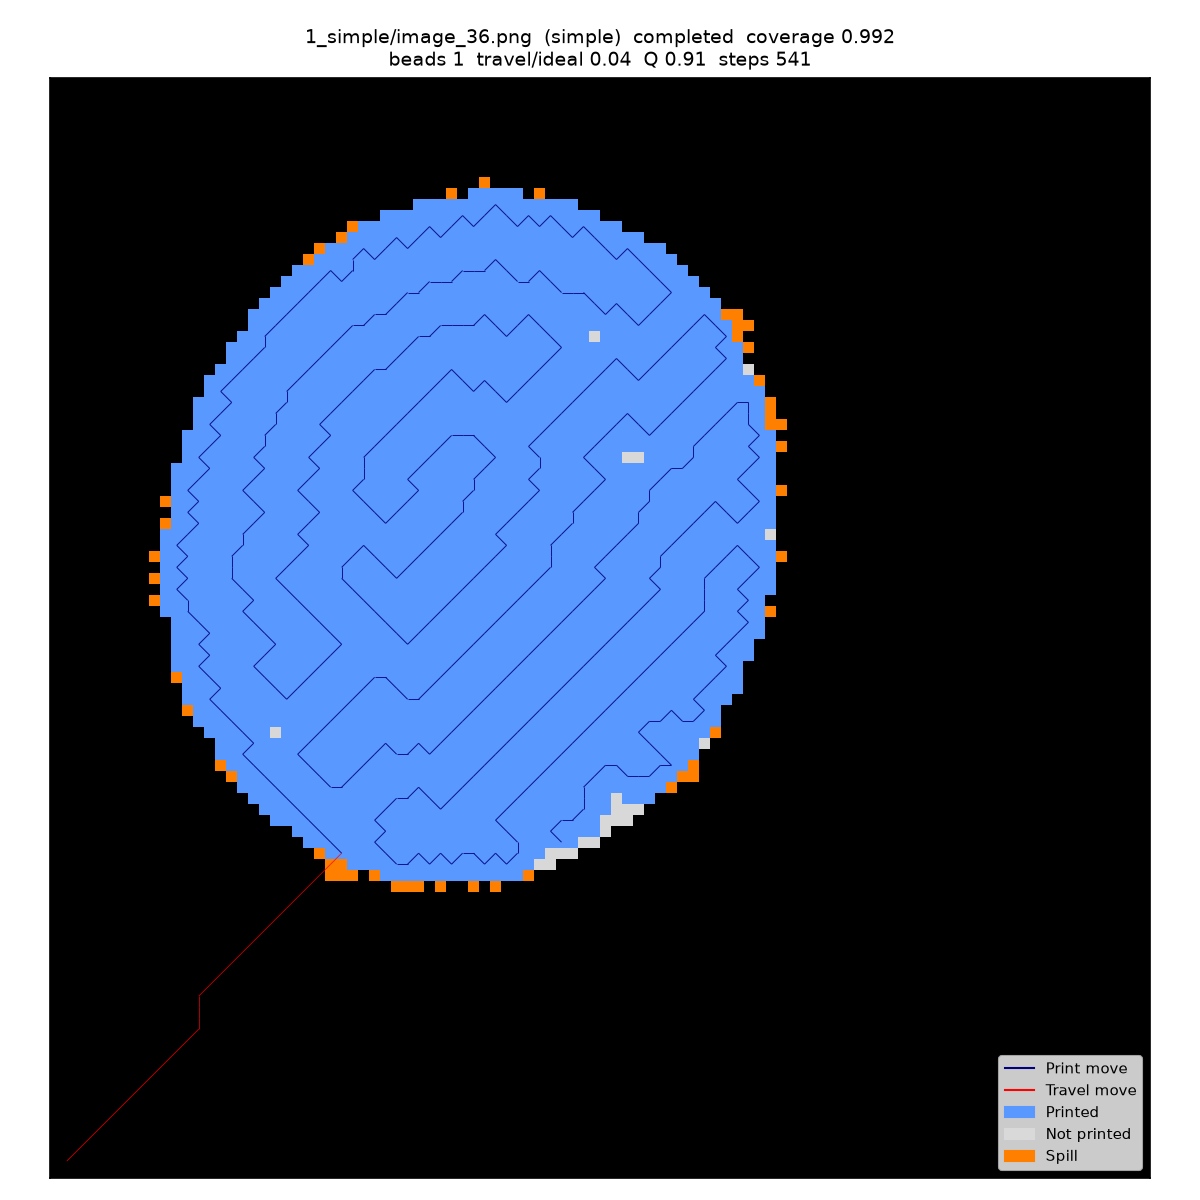 1_simple/image_36.png  (simple)  completed  coverage 0.992
beads 1  travel/ideal 0.04  Q 0.91  steps 541
Print move
Travel move
Printed
Not printed
Spill